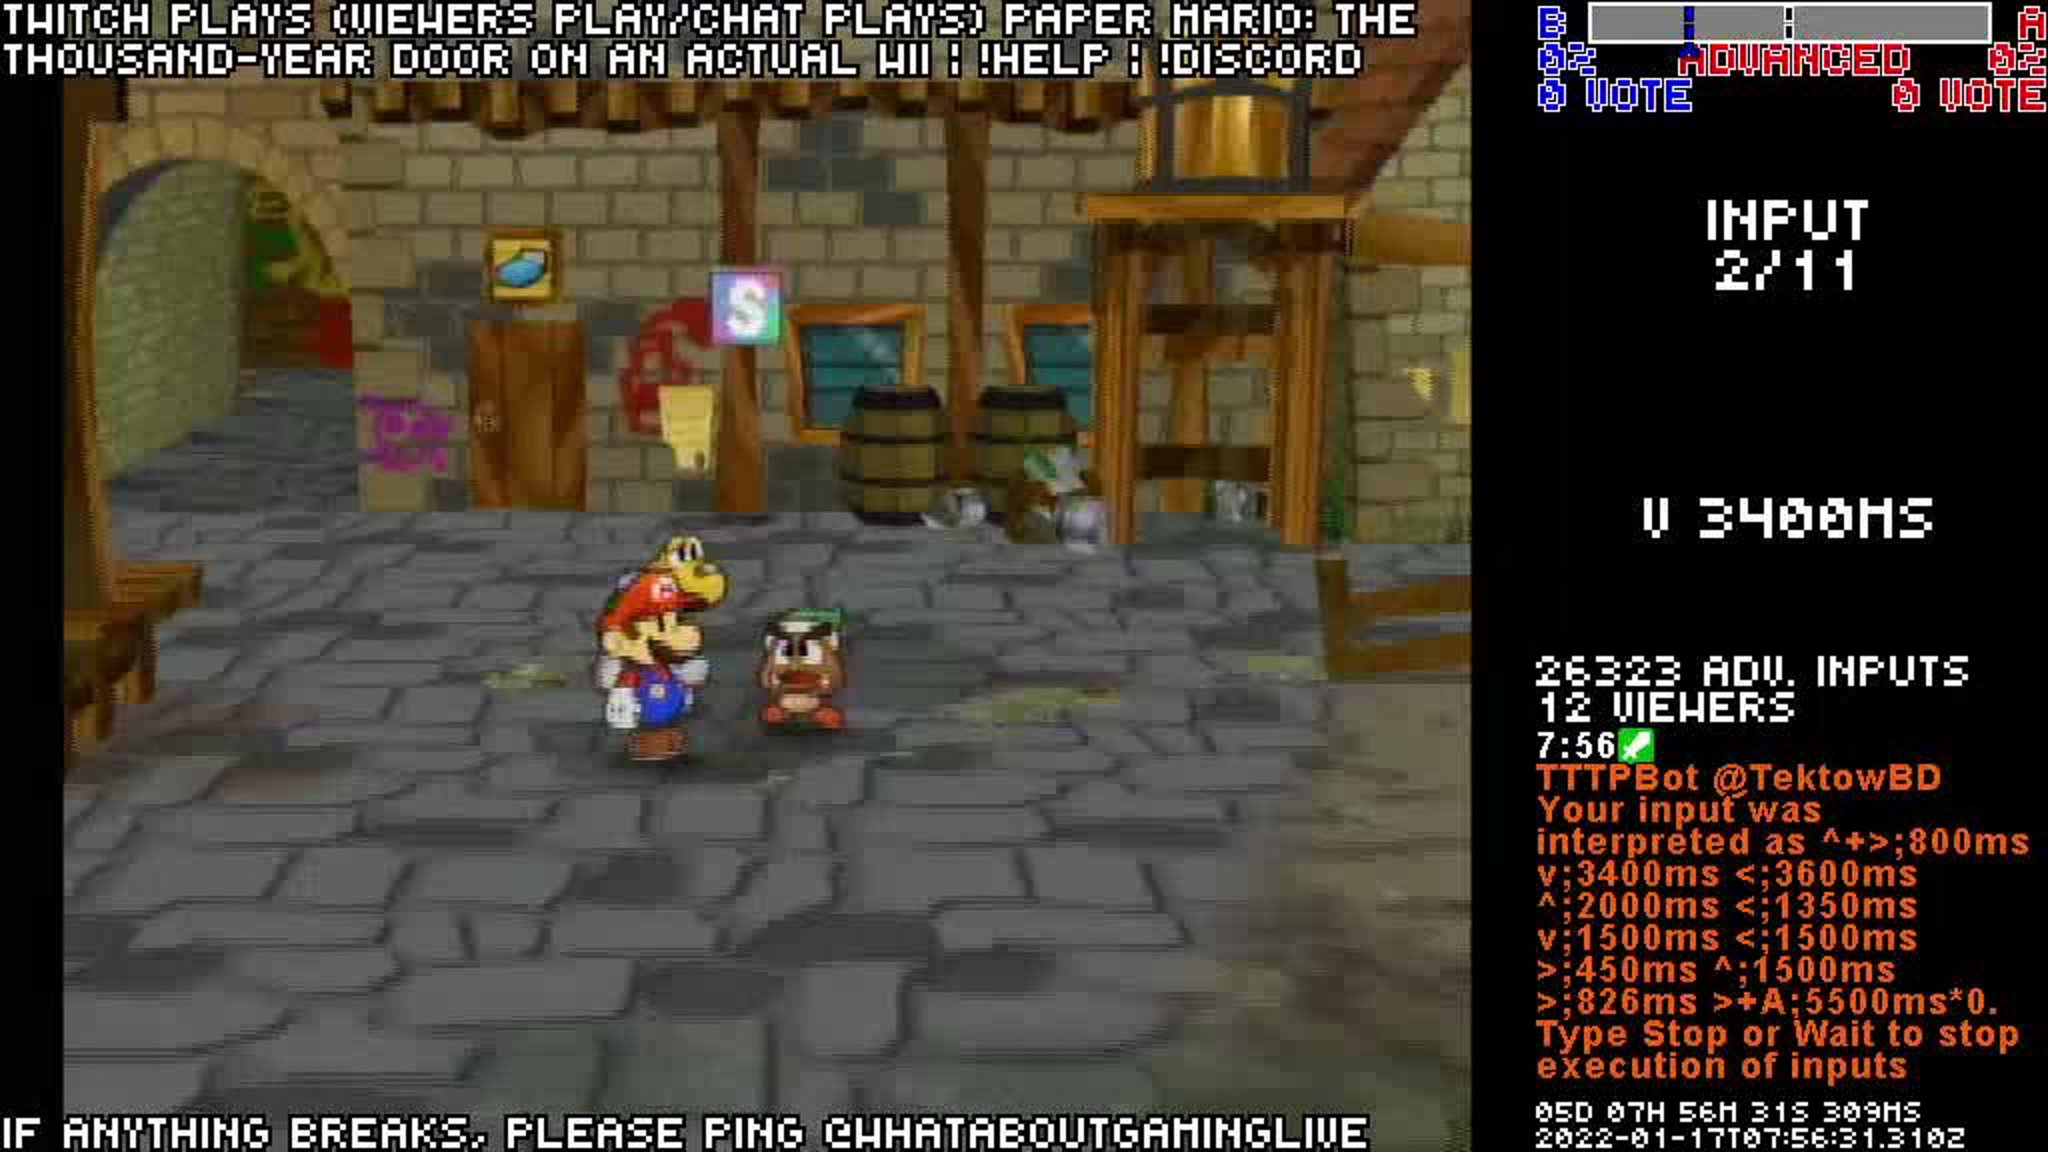 TWITCH PLAYS (VIEWERS PLAY/CHAT PLAYS) PAPER MARIO: THE
THOUSAND-YEAR DOOR ON AN ACTUAL WII ¦ !HELP ¦ !DISCORD
B A
0% ADVANCED 0%
0 VOTE 0 VOTE
INPUT
2/11
S
V 3400MS
26323 ADV. INPUTS
12 VIEWERS
7:56
TTTPBot @TektowBD
Your input was
interpreted as ^+>;800ms
v;3400ms <;3600ms
^;2000ms <;1350ms
v;1500ms <;1500ms
>;450ms ^;1500ms
>;826ms >+A;5500ms*0.
Type Stop or Wait to stop
execution of inputs
05D 07H 56M 31S 309MS
2022-01-17T07:56:31.310Z
IF ANYTHING BREAKS, PLEASE PING @WHATABOUTGAMINGLIVE